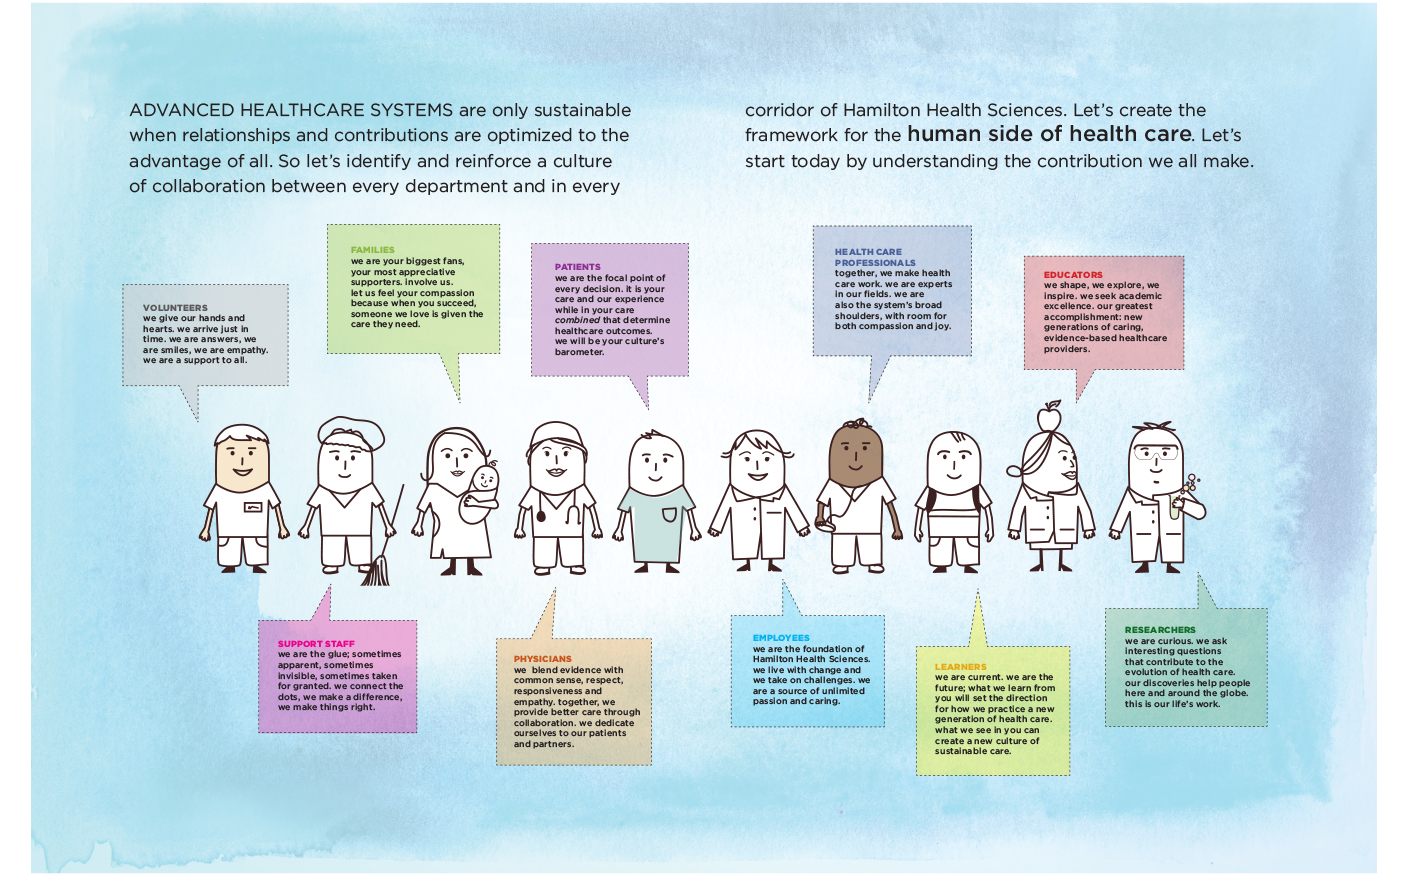 ADVANCED HEALTHCARE SYSTEMS are only sustainable
when relationships and contributions are optimized to the
advantage of all. So let’s identify and reinforce a culture
of collaboration between every department and in every
corridor of Hamilton Health Sciences. Let’s create the
framework for the human side of health care. Let’s
start today by understanding the contribution we all make.
VOLUNTEERS
we give our hands and
hearts. we arrive just in
time. we are answers, we
are smiles, we are empathy.
we are a support to all.
FAMILIES
we are your biggest fans,
your most appreciative
supporters. involve us.
let us feel your compassion
because when you succeed,
someone we love is given the
care they need.
PATIENTS
we are the focal point of
every decision. it is your
care and our experience
while in your care
combined that determine
healthcare outcomes.
we will be your culture’s
barometer.
HEALTH CARE
PROFESSIONALS
together, we make health
care work. we are experts
in our fields. we are
also the system’s broad
shoulders, with room for
both compassion and joy.
EDUCATORS
we shape, we explore, we
inspire. we seek academic
excellence. our greatest
accomplishment: new
generations of caring,
evidence-based healthcare
providers.
SUPPORT STAFF
we are the glue; sometimes
apparent, sometimes
invisible, sometimes taken
for granted. we connect the
dots, we make a difference,
we make things right.
PHYSICIANS
we blend evidence with
common sense, respect,
responsiveness and
empathy. together, we
provide better care through
collaboration. we dedicate
ourselves to our patients
and partners.
EMPLOYEES
we are the foundation of
Hamilton Health Sciences.
we live with change and
we take on challenges. we
are a source of unlimited
passion and caring.
LEARNERS
we are current. we are the
future; what we learn from
you will set the direction
for how we practice a new
generation of health care.
what we see in you can
create a new culture of
sustainable care.
RESEARCHERS
we are curious. we ask
interesting questions
that contribute to the
evolution of health care.
our discoveries help people
here and around the globe.
this is our life’s work.